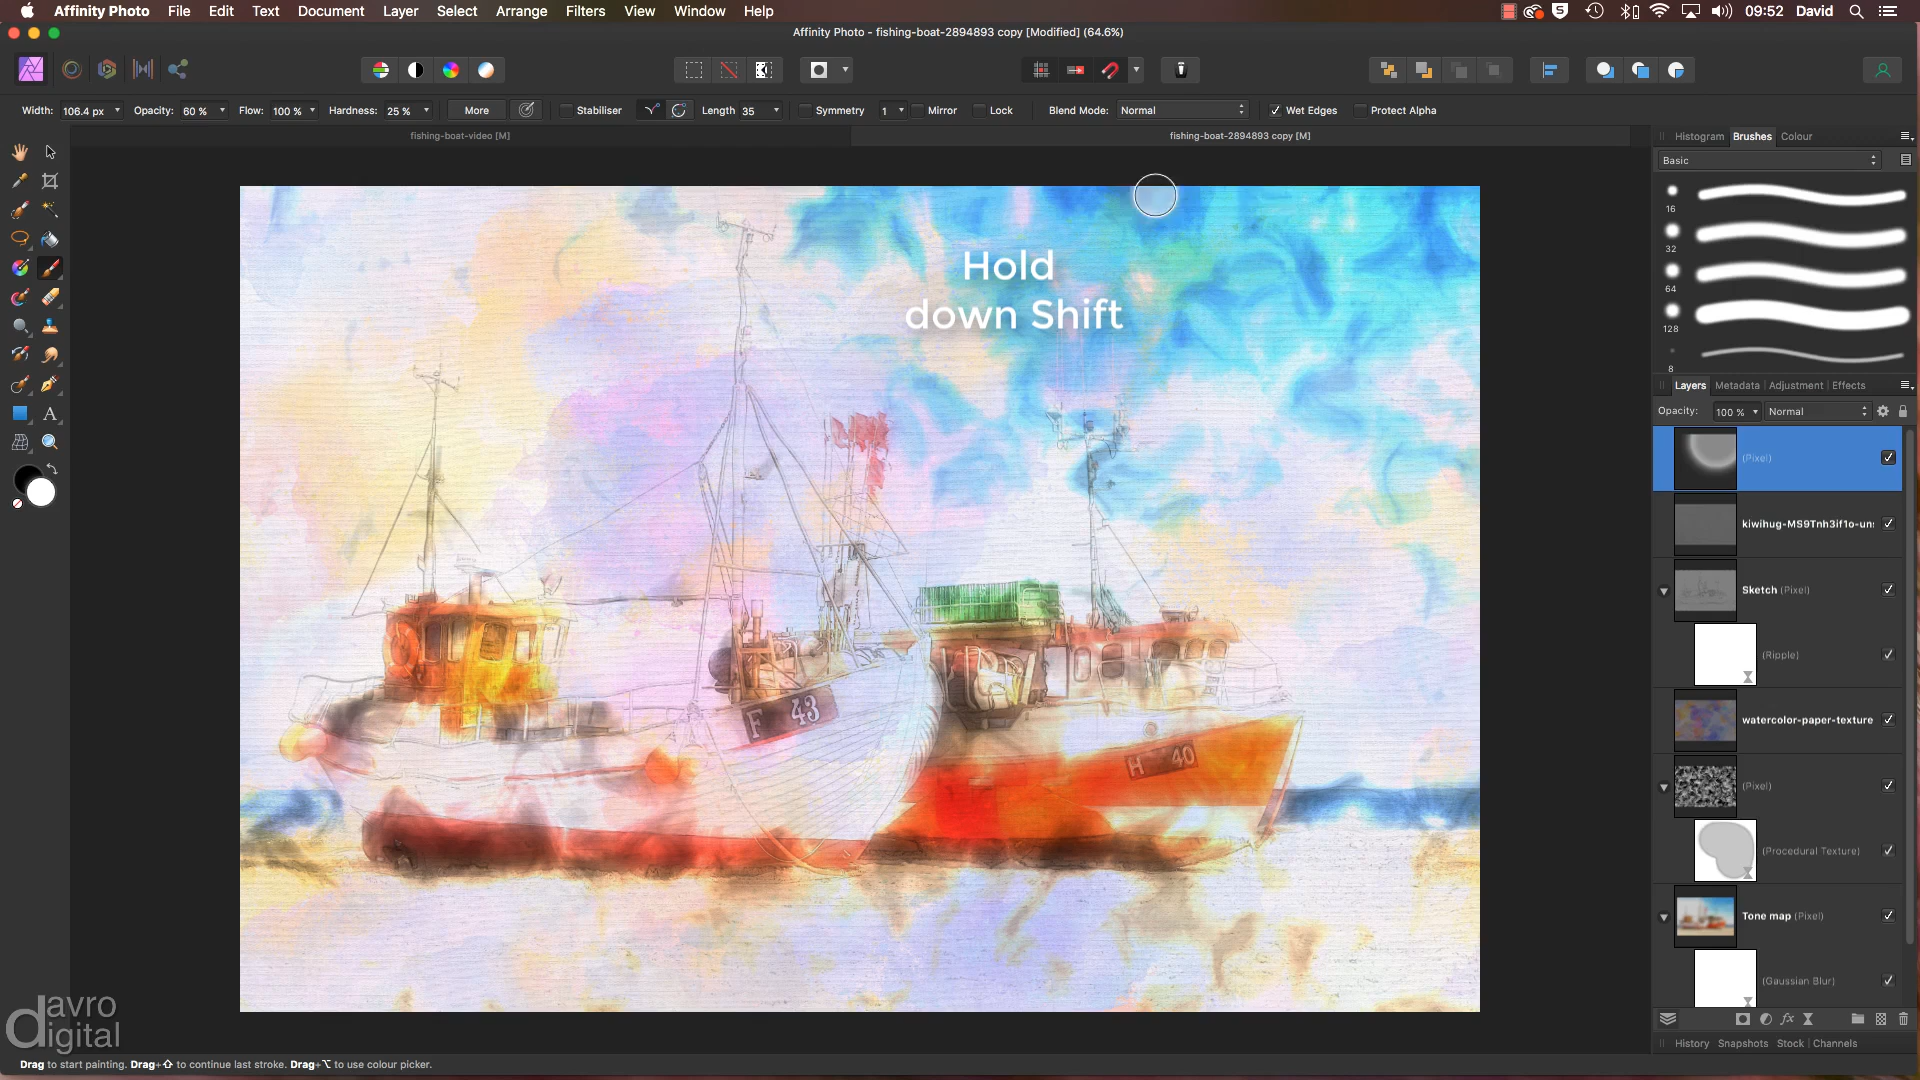 Affinity Photo File Edit Text Document Layer Select Arrange Filters View Window Help
09:52 David
Affinity Photo - fishing-boat-2894893 copy [Modified] (64.6%)
Width: 106.4 px Opacity: 60 % Flow: 100 % Hardness: 25 % More Stabiliser Length 35 Symmetry 1 Mirror Lock Blend Mode: Normal Wet Edges Protect Alpha
fishing-boat-video [M]
fishing-boat-2894893 copy [M]
Histogram Brushes Colour
Basic
16
32
64
128
8
Hold
down Shift
Layers Metadata Adjustment Effects
Opacity: 100 % Normal
(Pixel)
kiwihug-MS9Tnh3if1o-un
Sketch (Pixel)
(Ripple)
watercolor-paper-texture
(Pixel)
(Procedural Texture)
Tone map (Pixel)
(Gaussian Blur)
F 43
H 40
davro
digital
History Snapshots Stock Channels
Drag to start painting. Drag+⇧ to continue last stroke. Drag+⌥ to use colour picker.